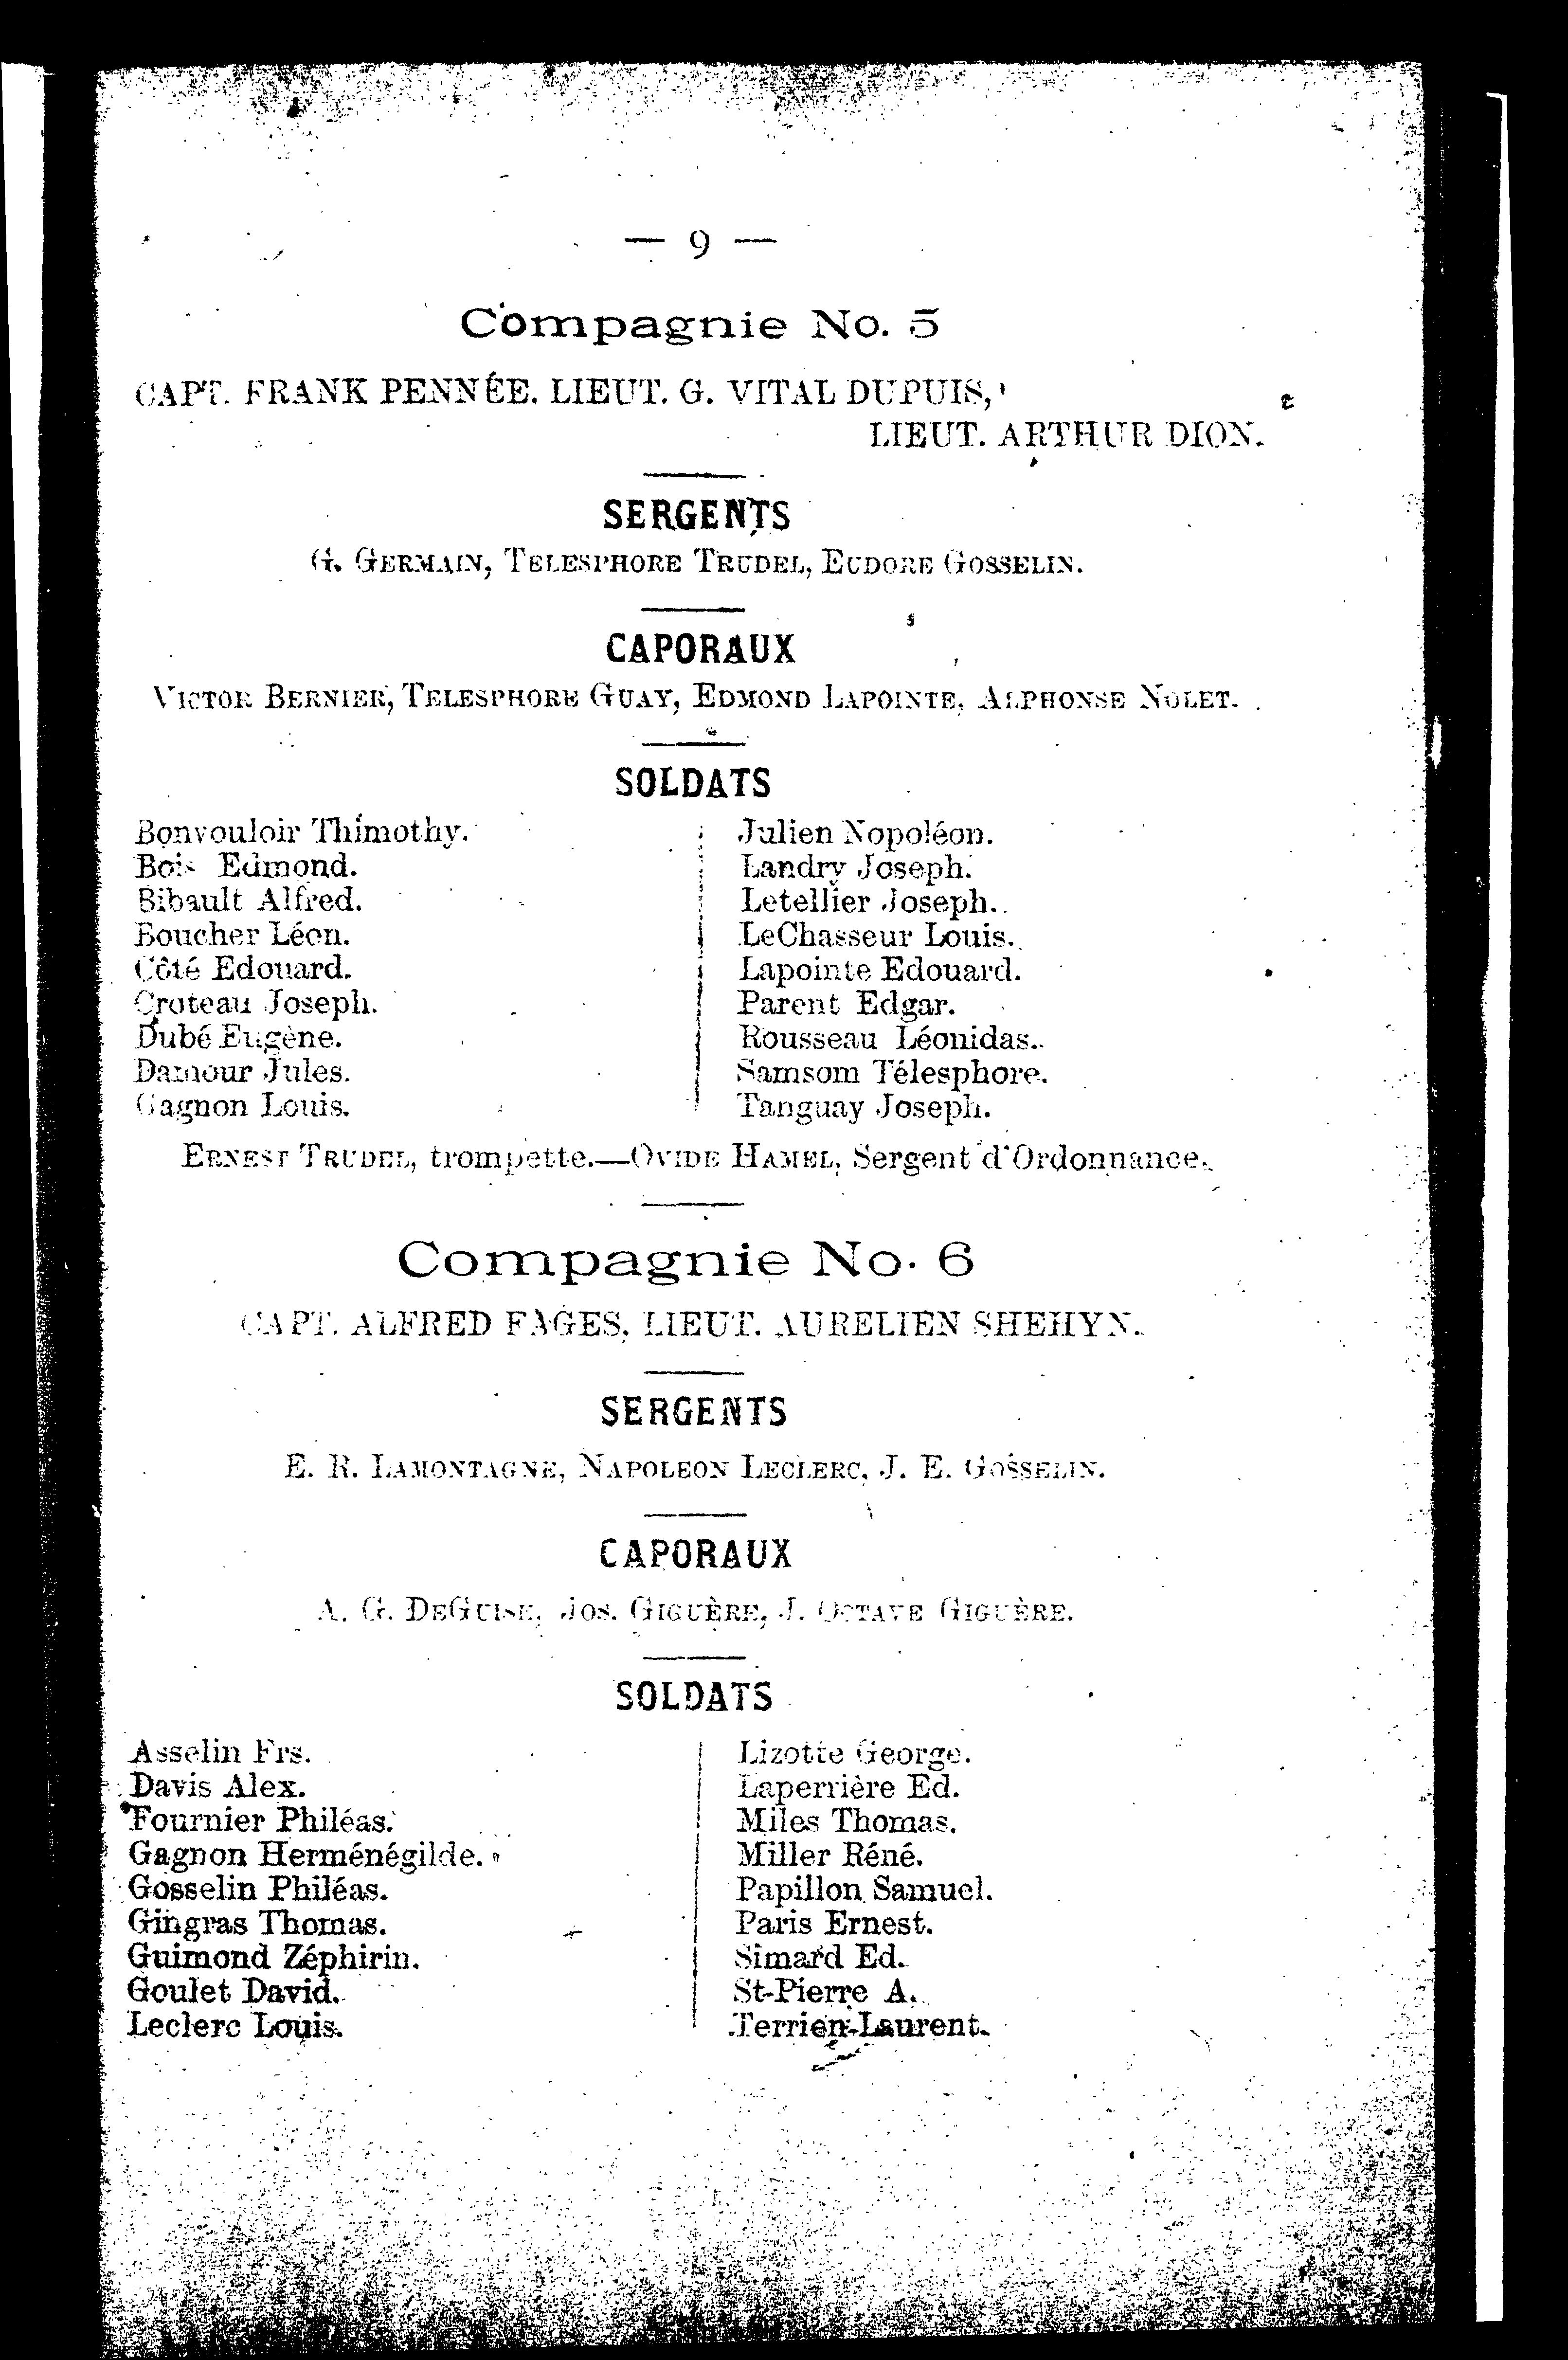 — 9 —
Compagnie No. 5
CAPT. FRANK PENNÉE, LIEUT. G. VITAL DUPUIS,
LIEUT. ARTHUR DION.
SERGENTS
G. GERMAIN, TELESPHORE TRUDEL, EUDORE GOSSELIN.
CAPORAUX
VICTOR BERNIER, TELESPHORE GUAY, EDMOND LAPOINTE, ALPHONSE NOLET.
SOLDATS
Bonvouloir Thimothy.
Bois Edmond.
Bibault Alfred.
Boucher Léon.
Côté Edouard.
Croteau Joseph.
Dubé Eugène.
Damour Jules.
Gagnon Louis.
Julien Nopoléon.
Landry Joseph.
Letellier Joseph.
LeChasseur Louis.
Lapointe Edouard.
Parent Edgar.
Rousseau Léonidas.
Samsom Télesphore.
Tanguay Joseph.
ERNEST TRUDEL, trompette.—OVIDE HAMEL, Sergent d'Ordonnance.
Compagnie No. 6
CAPT. ALFRED FAGES, LIEUT. AURELIEN SHEHYN.
SERGENTS
E. R. LAMONTAGNE, NAPOLEON LECLERC, J. E. GOSSELIN.
CAPORAUX
A. G. DEGUISE, JOS. GIGUÈRE, J. OCTAVE GIGUÈRE.
SOLDATS
Asselin Frs.
Davis Alex.
Fournier Philéas.
Gagnon Herménégilde.
Gosselin Philéas.
Gingras Thomas.
Guimond Zéphirin.
Goulet David.
Leclerc Louis.
Lizotte George.
Laperrière Ed.
Miles Thomas.
Miller Réné.
Papillon Samuel.
Paris Ernest.
Simard Ed.
St-Pierre A.
Terrien Laurent.